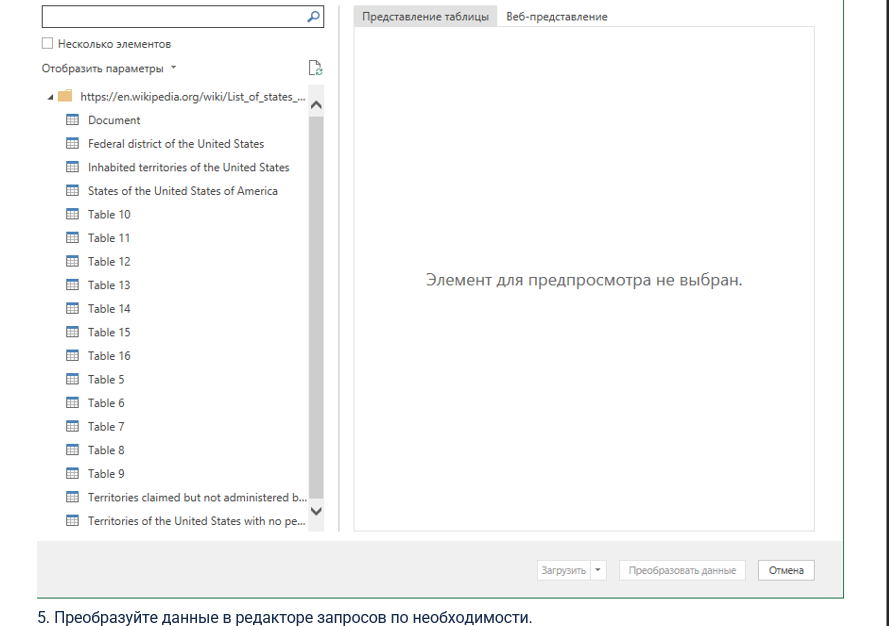 Представление таблицы
Веб-представление
Несколько элементов
Отобразить параметры
https://en.wikipedia.org/wiki/List_of_states_...
Document
Federal district of the United States
Inhabited territories of the United States
States of the United States of America
Table 10
Table 11
Table 12
Table 13
Table 14
Table 15
Table 16
Table 5
Table 6
Table 7
Table 8
Table 9
Territories claimed but not administered b...
Territories of the United States with no pe...
Элемент для предпросмотра не выбран.
Загрузить
Преобразовать данные
Отмена
5. Преобразуйте данные в редакторе запросов по необходимости.